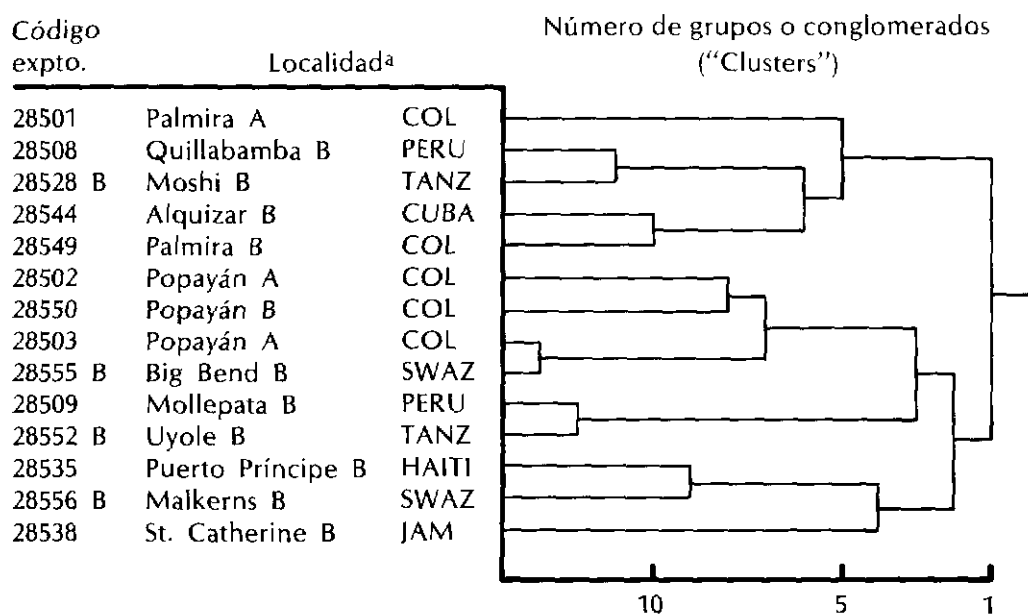 Código
expto.
Localidadª
Número de grupos o conglomerados
("Clusters")
28501 Palmira A COL
28508 Quillabamba B PERU
28528 B Moshi B TANZ
28544 Alquizar B CUBA
28549 Palmira B COL
28502 Popayán A COL
28550 Popayán B COL
28503 Popayán A COL
28555 B Big Bend B SWAZ
28509 Mollepata B PERU
28552 B Uyole B TANZ
28535 Puerto Príncipe B HAITI
28556 B Malkerns B SWAZ
28538 St. Catherine B JAM
10 5 1